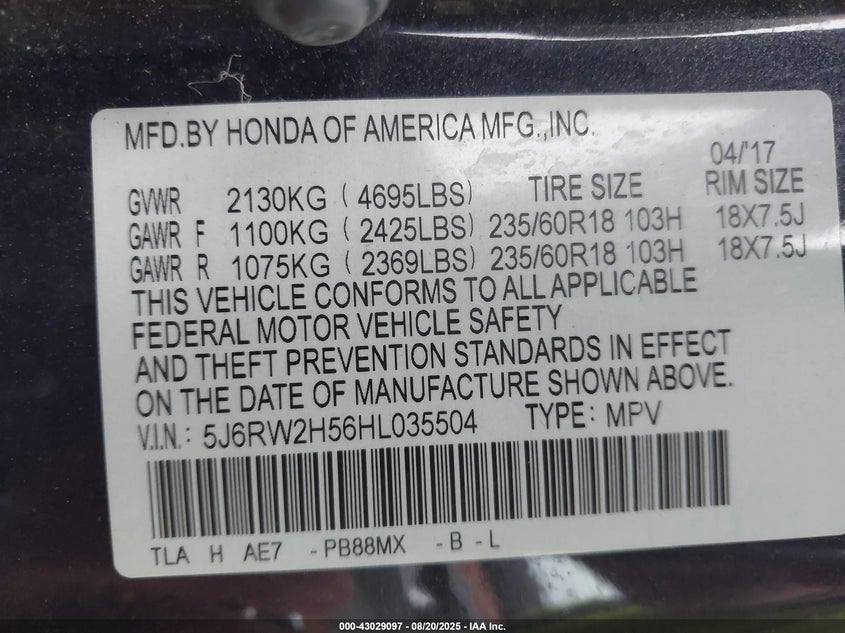 MFD.BY HONDA OF AMERICA MFG.,INC.
04/'17
GVWR 2130KG ( 4695LBS) TIRE SIZE RIM SIZE
GAWR F 1100KG ( 2425LBS) 235/60R18 103H 18X7.5J
GAWR R 1075KG ( 2369LBS) 235/60R18 103H 18X7.5J
THIS VEHICLE CONFORMS TO ALL APPLICABLE
FEDERAL MOTOR VEHICLE SAFETY
AND THEFT PREVENTION STANDARDS IN EFFECT
ON THE DATE OF MANUFACTURE SHOWN ABOVE.
V.I.N.: 5J6RW2H56HL035504 TYPE: MPV
TLA H AE7 -PB88MX -B -L
000-43029097 - 08/20/2025 - IAA Inc.